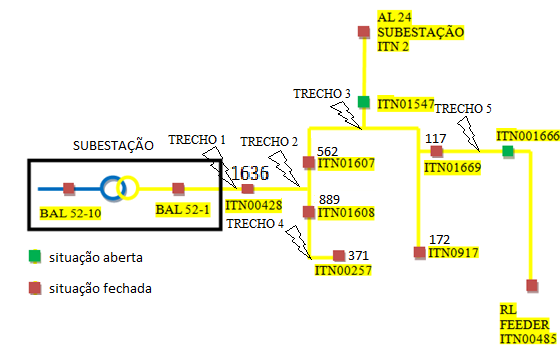 AL 24
SUBESTAÇÃO
ITN 2
TRECHO 3
ITN01547
TRECHO 5
SUBESTAÇÃO
TRECHO 1
TRECHO 2
117
ITN001666
562
ITN01607
ITN01669
1636
BAL 52-10
BAL 52-1
ITN00428
889
ITN01608
TRECHO 4
172
ITN0917
371
ITN00257
situação aberta
situação fechada
RL
FEEDER
ITN00485